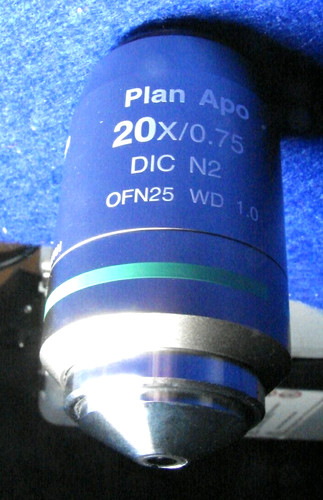 Plan Apo
20x/0.75
DIC N2
OFN25 WD 1.0